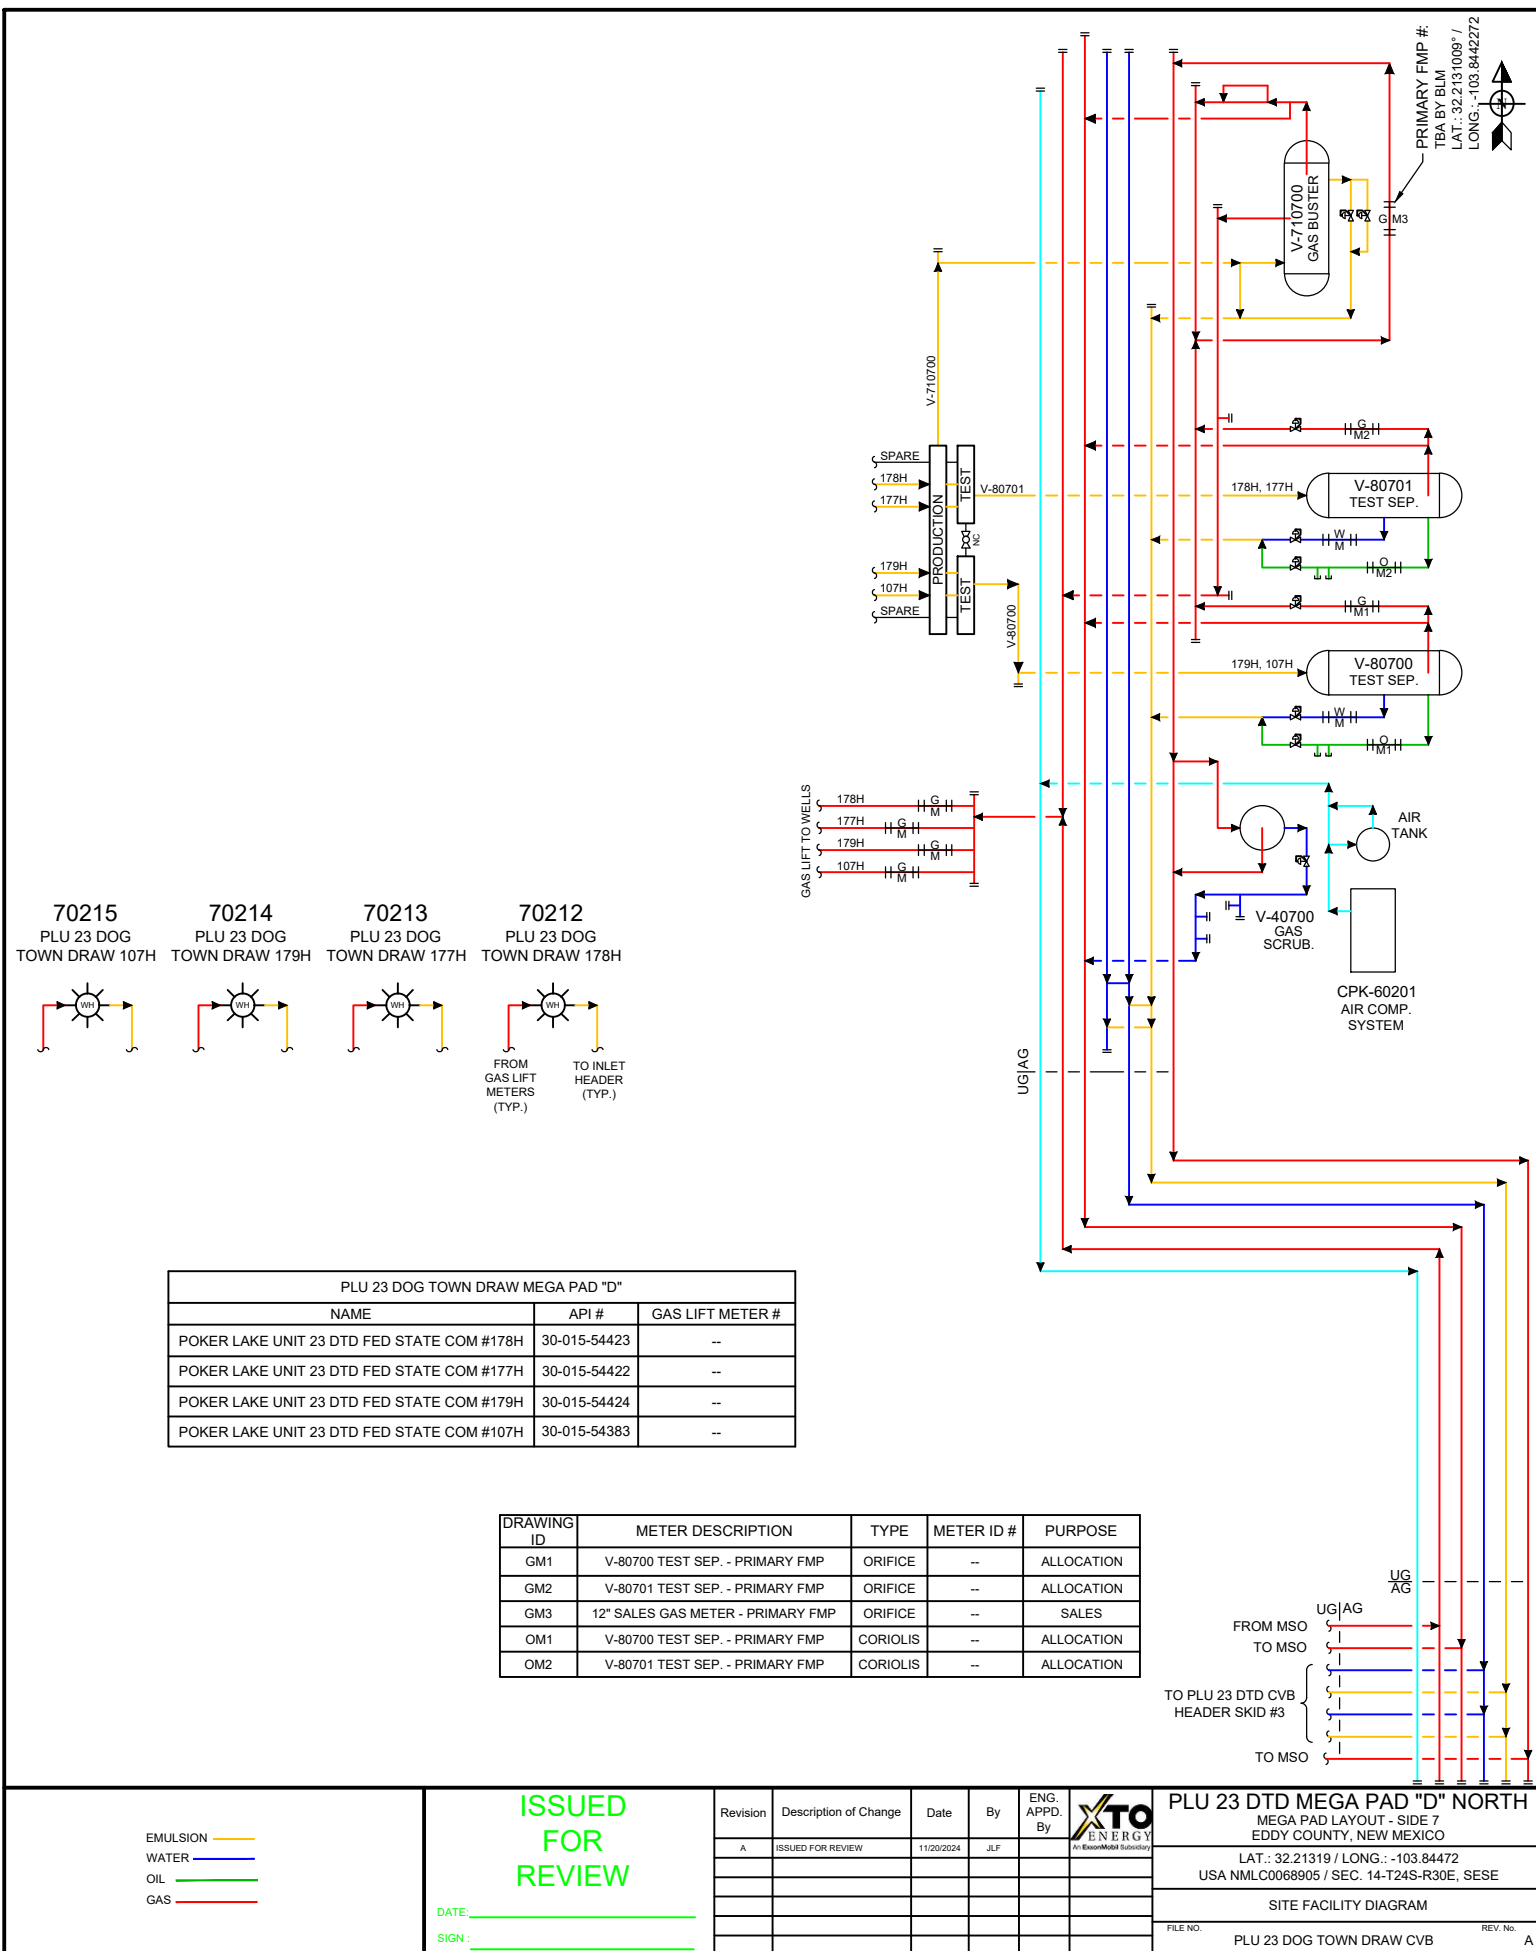 PRIMARY FMP #:
TBA BY BLM
LAT.: 32.2131009° /
LONG.: -103.8442272
N
V-710700
GAS BUSTER
G M3
V-710700
SPARE
178H
177H
179H
107H
SPARE
PRODUCTION
TEST
TEST
NC
V-80701
V-80700
178H, 177H
V-80701
TEST SEP.
G
M2
W
M
O
M2
G
M1
179H, 107H
V-80700
TEST SEP.
W
M
O
M1
GAS LIFT TO WELLS
178H
G
M
177H
G
M
179H
G
M
107H
G
M
AIR
TANK
V-40700
GAS
SCRUB.
CPK-60201
AIR COMP.
SYSTEM
UG|AG
70215
PLU 23 DOG
TOWN DRAW 107H
WH
70214
PLU 23 DOG
TOWN DRAW 179H
WH
70213
PLU 23 DOG
TOWN DRAW 177H
WH
70212
PLU 23 DOG
TOWN DRAW 178H
WH
FROM
GAS LIFT
METERS
(TYP.)
TO INLET
HEADER
(TYP.)
PLU 23 DOG TOWN DRAW MEGA PAD "D"
NAME API # GAS LIFT METER #
POKER LAKE UNIT 23 DTD FED STATE COM #178H 30-015-54423 --
POKER LAKE UNIT 23 DTD FED STATE COM #177H 30-015-54422 --
POKER LAKE UNIT 23 DTD FED STATE COM #179H 30-015-54424 --
POKER LAKE UNIT 23 DTD FED STATE COM #107H 30-015-54383 --
DRAWING ID METER DESCRIPTION TYPE METER ID # PURPOSE
GM1 V-80700 TEST SEP. - PRIMARY FMP ORIFICE -- ALLOCATION
GM2 V-80701 TEST SEP. - PRIMARY FMP ORIFICE -- ALLOCATION
GM3 12" SALES GAS METER - PRIMARY FMP ORIFICE -- SALES
OM1 V-80700 TEST SEP. - PRIMARY FMP CORIOLIS -- ALLOCATION
OM2 V-80701 TEST SEP. - PRIMARY FMP CORIOLIS -- ALLOCATION
UG
AG
UG|AG
FROM MSO
TO MSO
TO PLU 23 DTD CVB
HEADER SKID #3
TO MSO
EMULSION
WATER
OIL
GAS
ISSUED
FOR
REVIEW
DATE:
SIGN :
Revision Description of Change Date By ENG. APPD. By
A ISSUED FOR REVIEW 11/20/2024 JLF
XTO
ENERGY
An ExxonMobil Subsidiary
PLU 23 DTD MEGA PAD "D" NORTH
MEGA PAD LAYOUT - SIDE 7
EDDY COUNTY, NEW MEXICO
LAT.: 32.21319 / LONG.: -103.84472
USA NMLC0068905 / SEC. 14-T24S-R30E, SESE
SITE FACILITY DIAGRAM
FILE NO. REV. No.
PLU 23 DOG TOWN DRAW CVB A